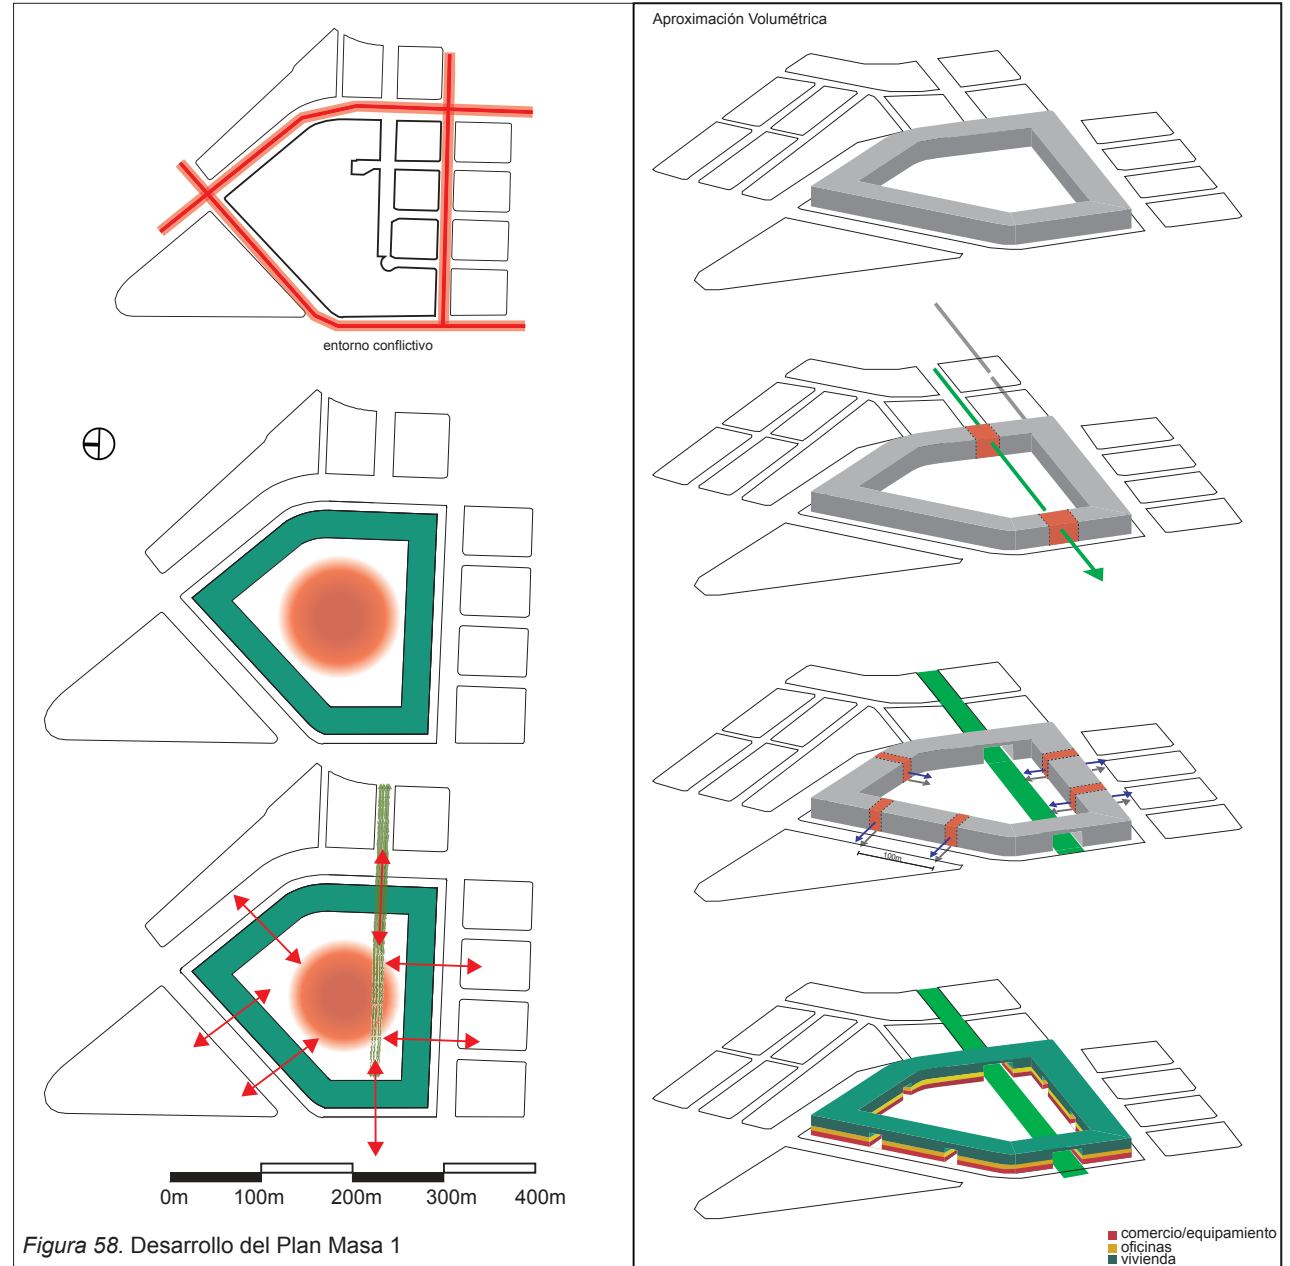 entorno conflictivo
0m 100m 200m 300m 400m
Figura 58. Desarrollo del Plan Masa 1
Aproximación Volumétrica
100m
comercio/equipamiento
oficinas
vivienda